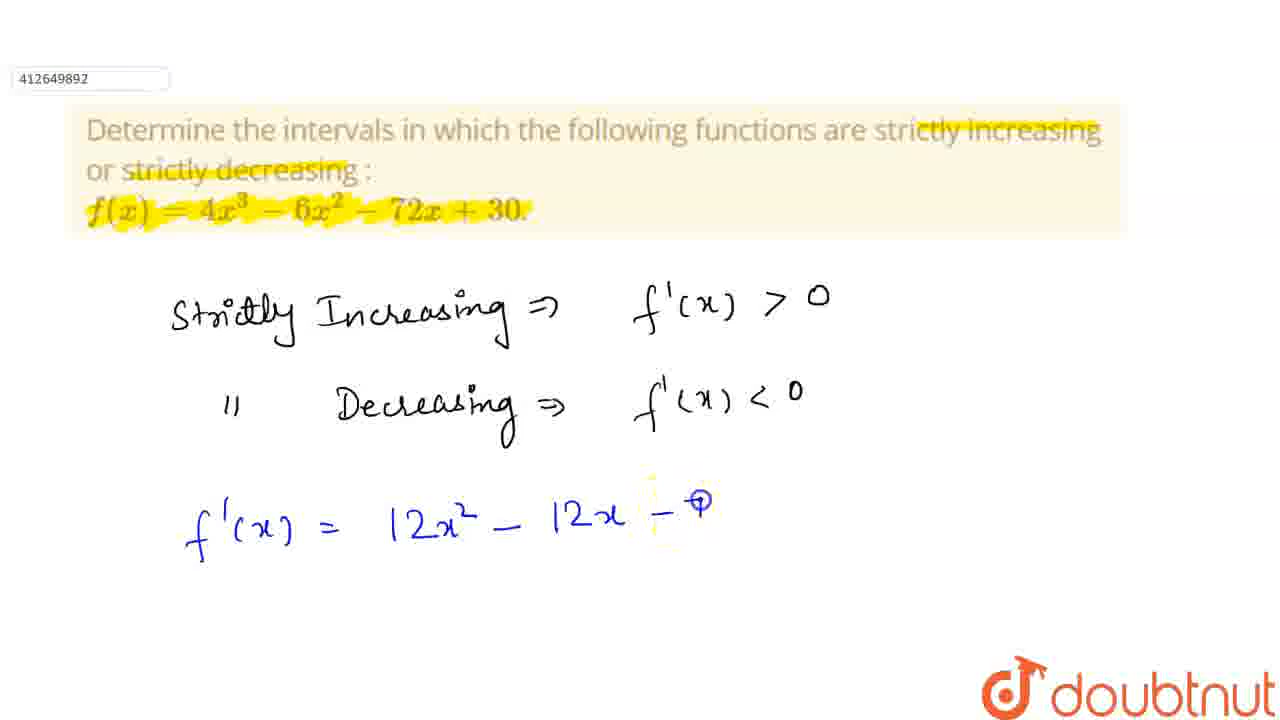 412649892
Determine the intervals in which the following functions are strictly increasing
or strictly decreasing :
f(x) = 4x³ − 6x² − 72x + 30.
Strictly Increasing ⇒ f'(x) > 0
" Decreasing ⇒ f'(x) < 0
f'(x) = 12x² − 12x − 7
doubtnut